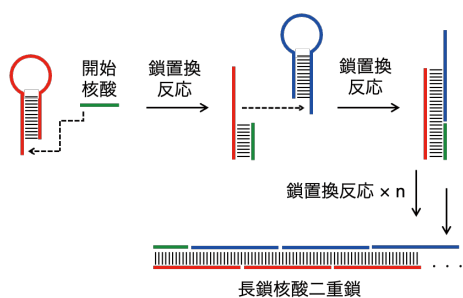 開始
核酸
鎖置換
反応
鎖置換
反応
鎖置換反応 × n
. . .
長鎖核酸二重鎖